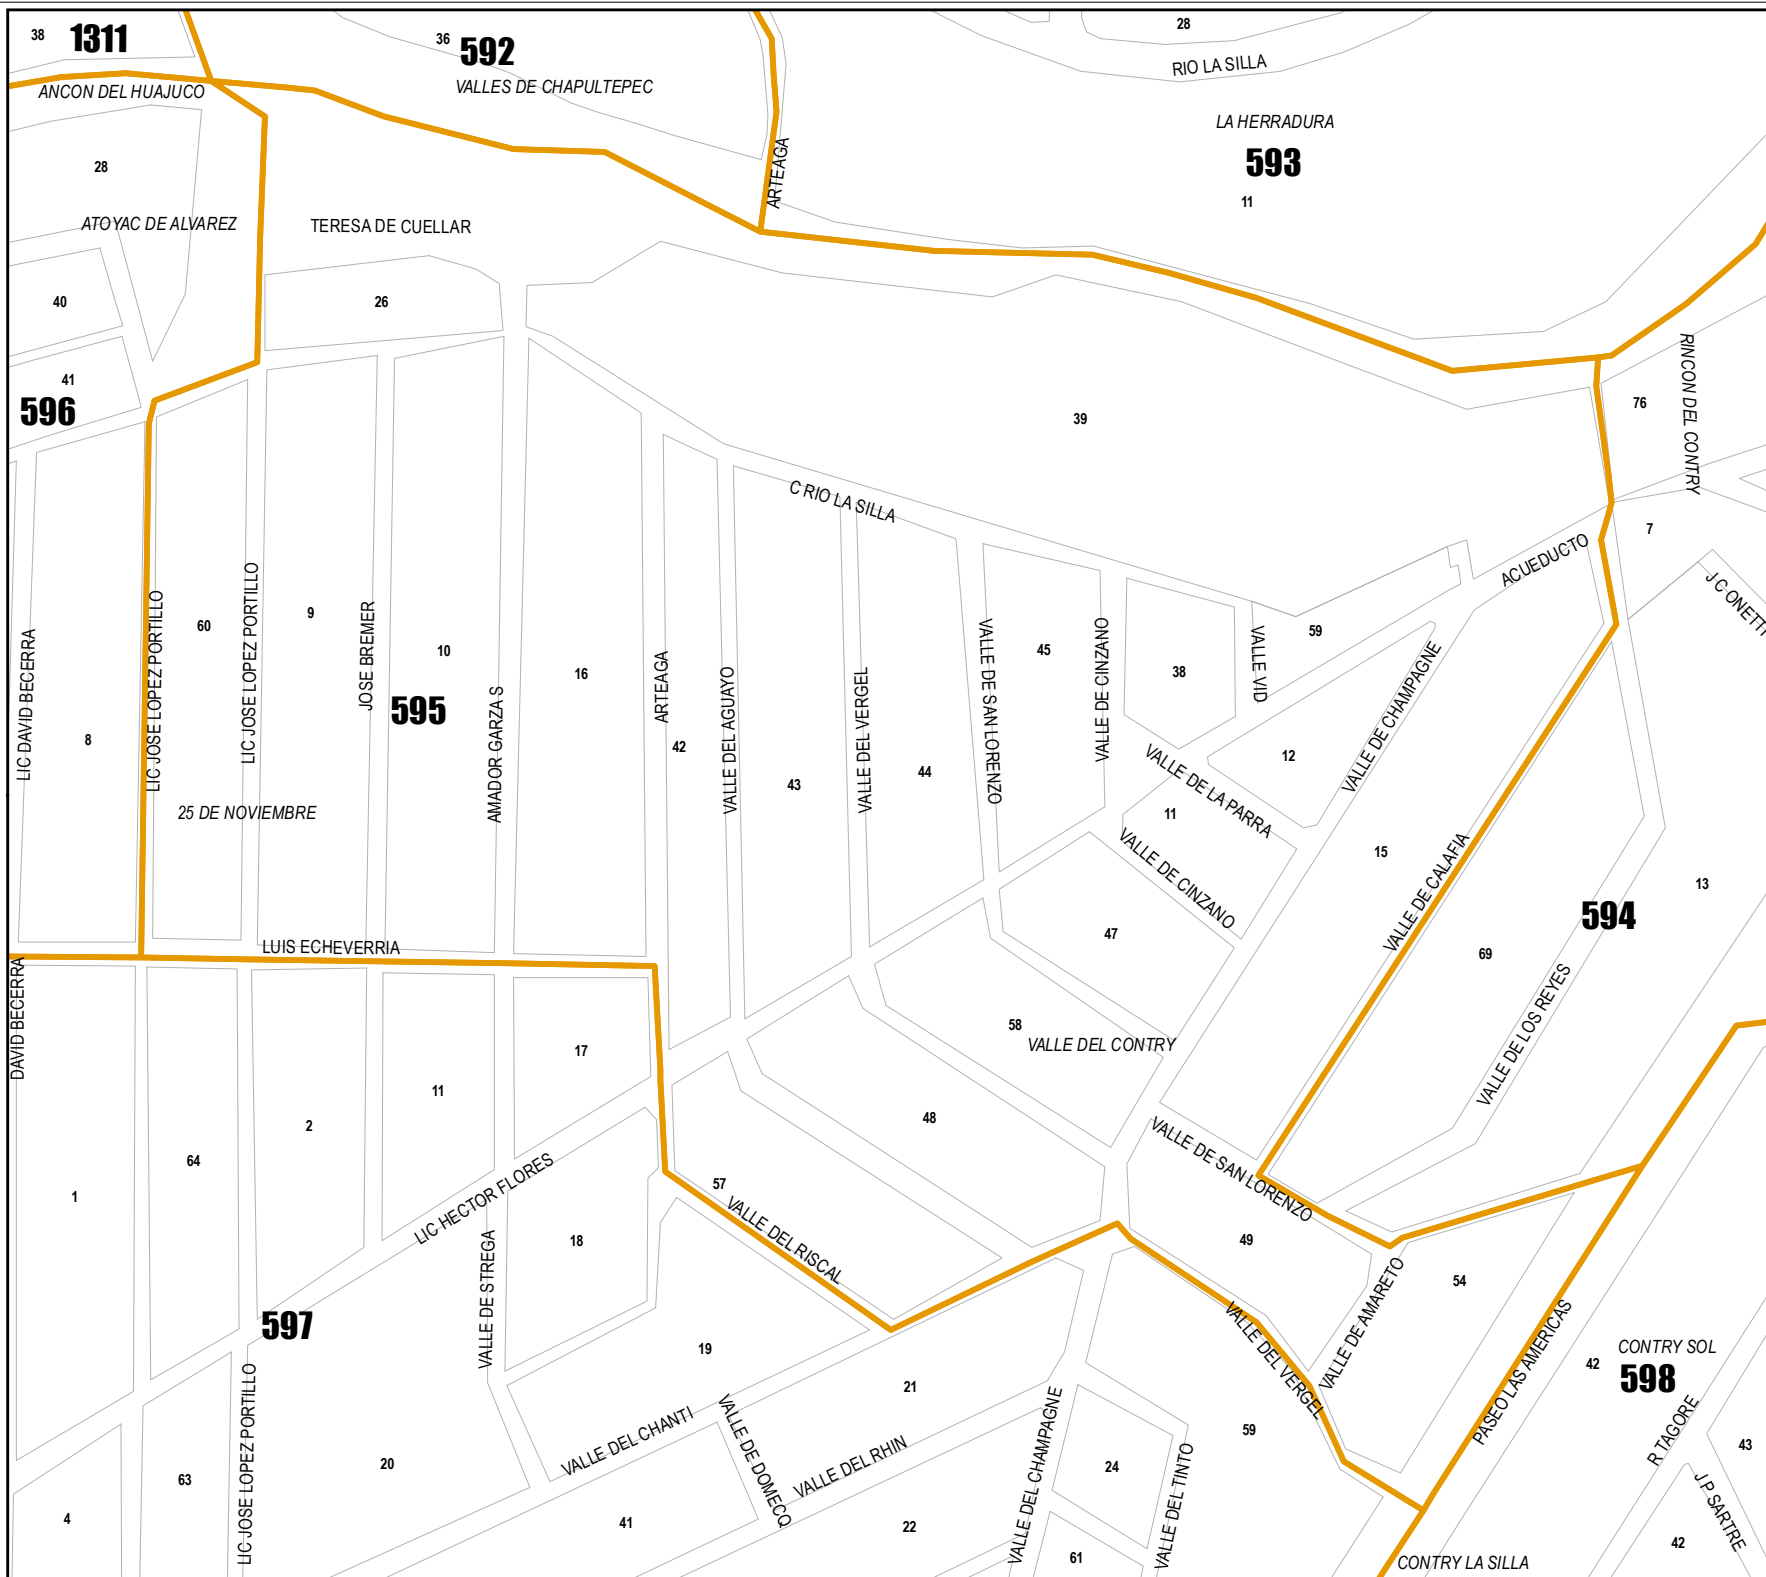 38
1311
36
592
VALLES DE CHAPULTEPEC
28
RIO LA SILLA
ANCON DEL HUAJUCO
LA HERRADURA
593
11
28
ARTEAGA
ATOYAC DE ALVAREZ
TERESA DE CUELLAR
40
26
41
596
39
76
RINCON DEL CONTRY
C RIO LA SILLA
7
ACUEDUCTO
J C ONETTI
LIC DAVID BECERRA
8
LIC JOSE LOPEZ PORTILLO
60
LIC JOSE LOPEZ PORTILLO
9
JOSE BREMER
10
595
AMADOR GARZA S
16
ARTEAGA
42
VALLE DEL AGUAYO
43
VALLE DEL VERGEL
44
VALLE DE SAN LORENZO
45
VALLE DE CINZANO
38
VALLE VID
59
12
VALLE DE CHAMPAGNE
VALLE DE LA PARRA
11
VALLE DE CINZANO
15
VALLE DE CALAFIA
25 DE NOVIEMBRE
13
594
47
69
LUIS ECHEVERRIA
DAVID BECERRA
58
VALLE DEL CONTRY
VALLE DE LOS REYES
17
11
2
48
64
1
VALLE DE SAN LORENZO
LIC HECTOR FLORES
57
VALLE DEL RISCAL
18
49
VALLE DE STREGA
54
VALLE DE AMARETO
597
19
VALLE DEL VERGEL
PASEO LAS AMERICAS
CONTRY SOL
42
598
21
LIC JOSE LOPEZ PORTILLO
VALLE DEL CHANTI
VALLE DE DOMECQ
VALLE DEL RHIN
VALLE DEL CHAMPAGNE
59
R TAGORE
43
20
63
24
VALLE DEL TINTO
J P SARTRE
4
41
22
61
42
CONTRY LA SILLA